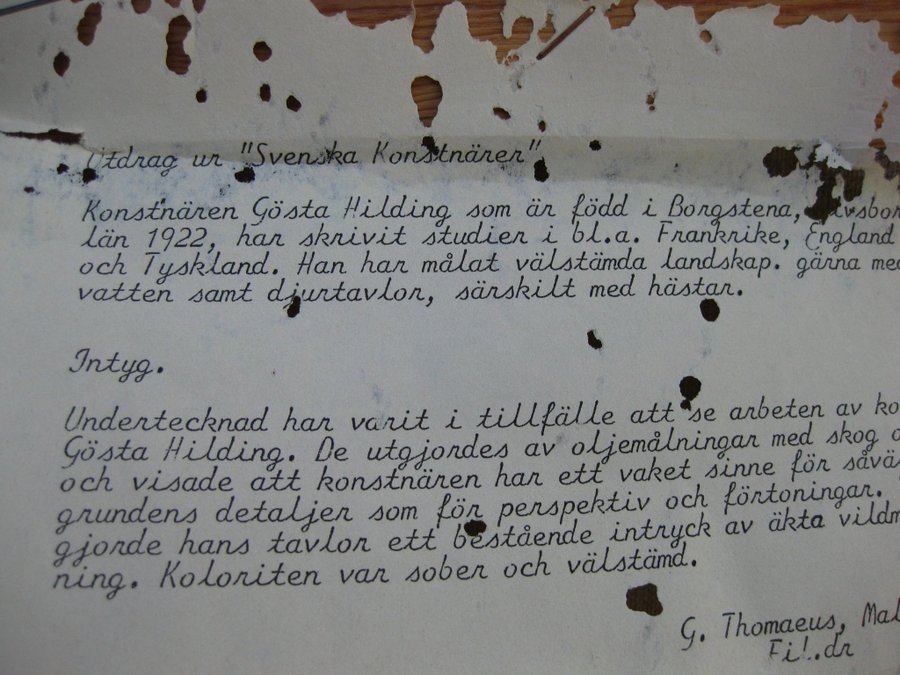 Utdrag ur "Svenska Konstnärer"
Konstnären Gösta Hilding som är född i Borgstena,
län 1922, har skrivit studier i bl.a. Frankrike, England
och Tyskland. Han har målat välstämda landskap. gärna
vatten samt djurtavlor, särskilt med hästar.
Intyg.
Undertecknad har varit i tillfälle att se arbeten av
Gösta Hilding. De utgjordes av oljemålningar med skog
och visade att konstnären har ett vaket sinne för
grundens detaljer som för perspektiv och förtoningar.
gjorde hans tavlor ett bestående intryck av äkta
ning. Koloriten var sober och välstämd.
G. Thomaeus,
Fil.dr